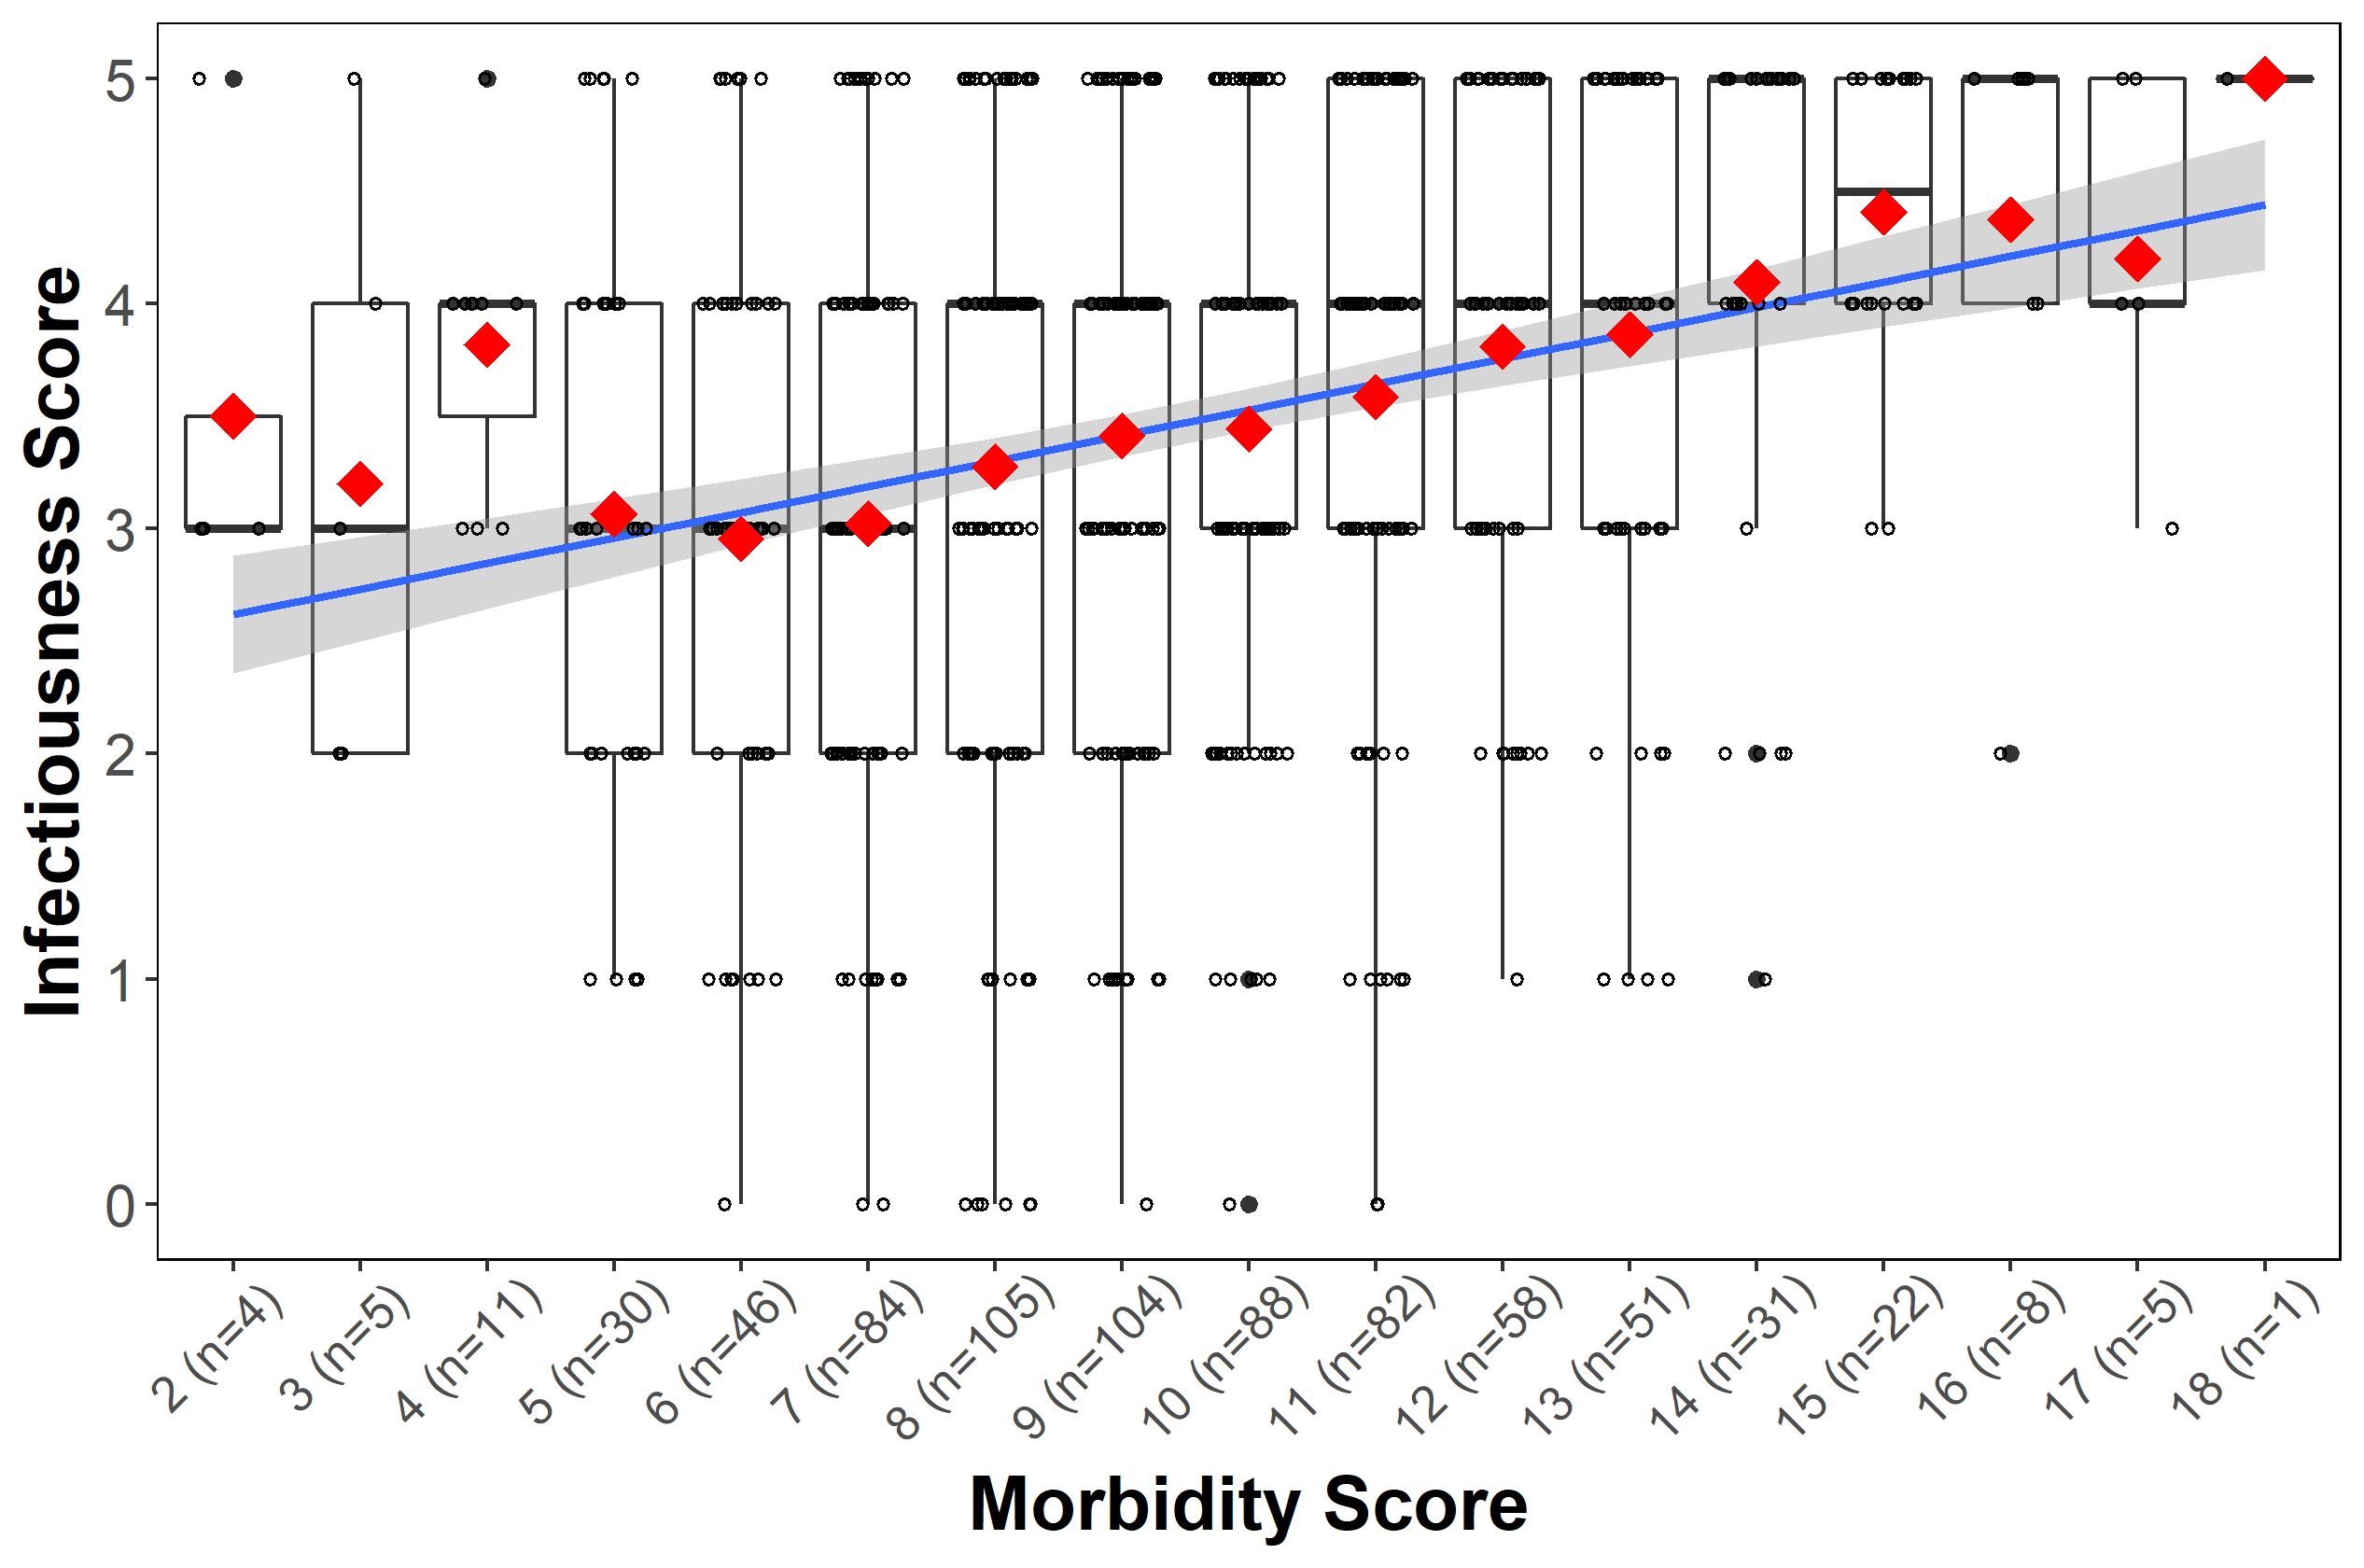 Infectiousness Score
5
4
3
2
1
0
2 (n=4)
3 (n=5)
4 (n=11)
5 (n=30)
6 (n=46)
7 (n=84)
8 (n=105)
9 (n=104)
10 (n=88)
11 (n=82)
12 (n=58)
13 (n=51)
14 (n=31)
15 (n=22)
16 (n=8)
17 (n=5)
18 (n=1)
Morbidity Score